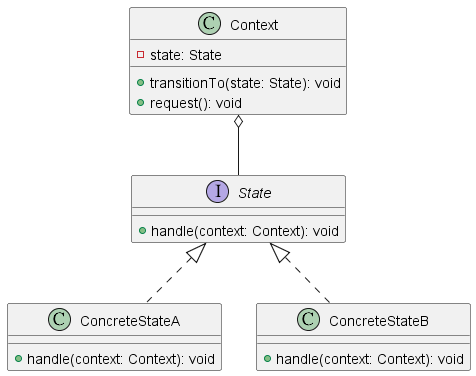 C Context
state: State
transitionTo(state: State): void
request(): void
I State
handle(context: Context): void
C ConcreteStateA
handle(context: Context): void
C ConcreteStateB
handle(context: Context): void